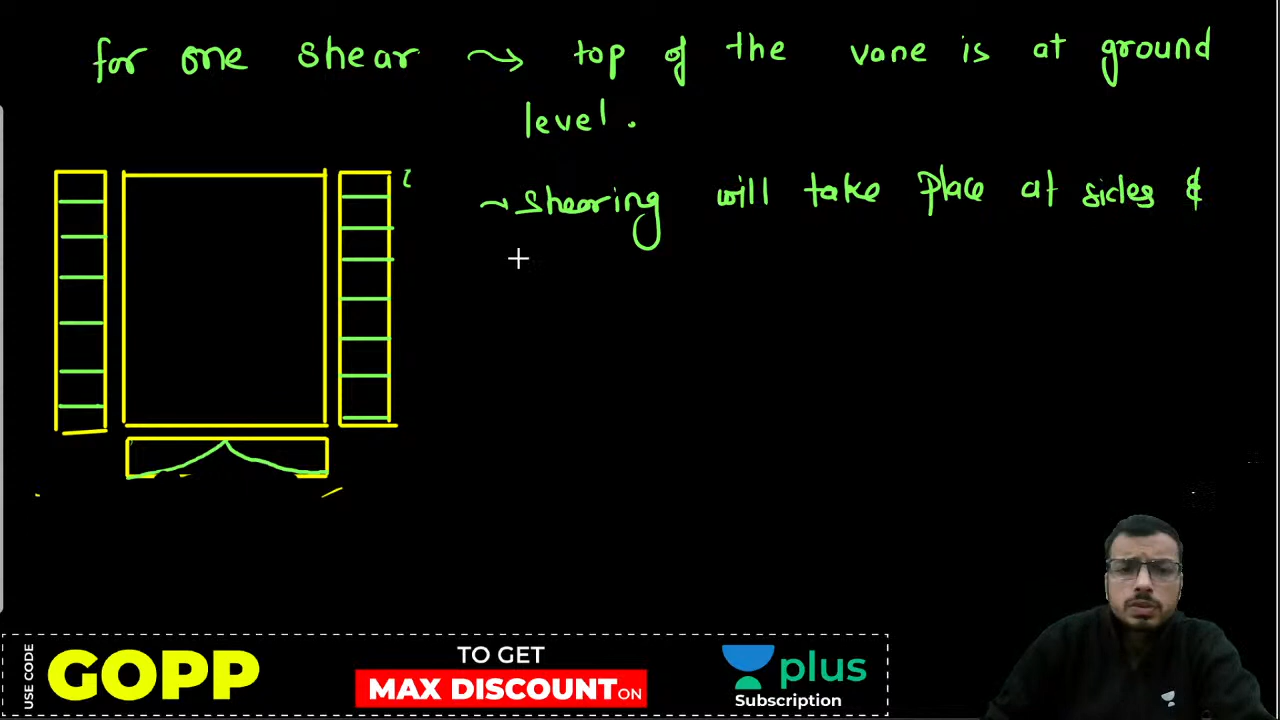 for one shear → top of the vane is at ground
level.
→ shearing will take place at sides &
USE CODE
GOPP
TO GET
MAX DISCOUNT ON
plus
Subscription